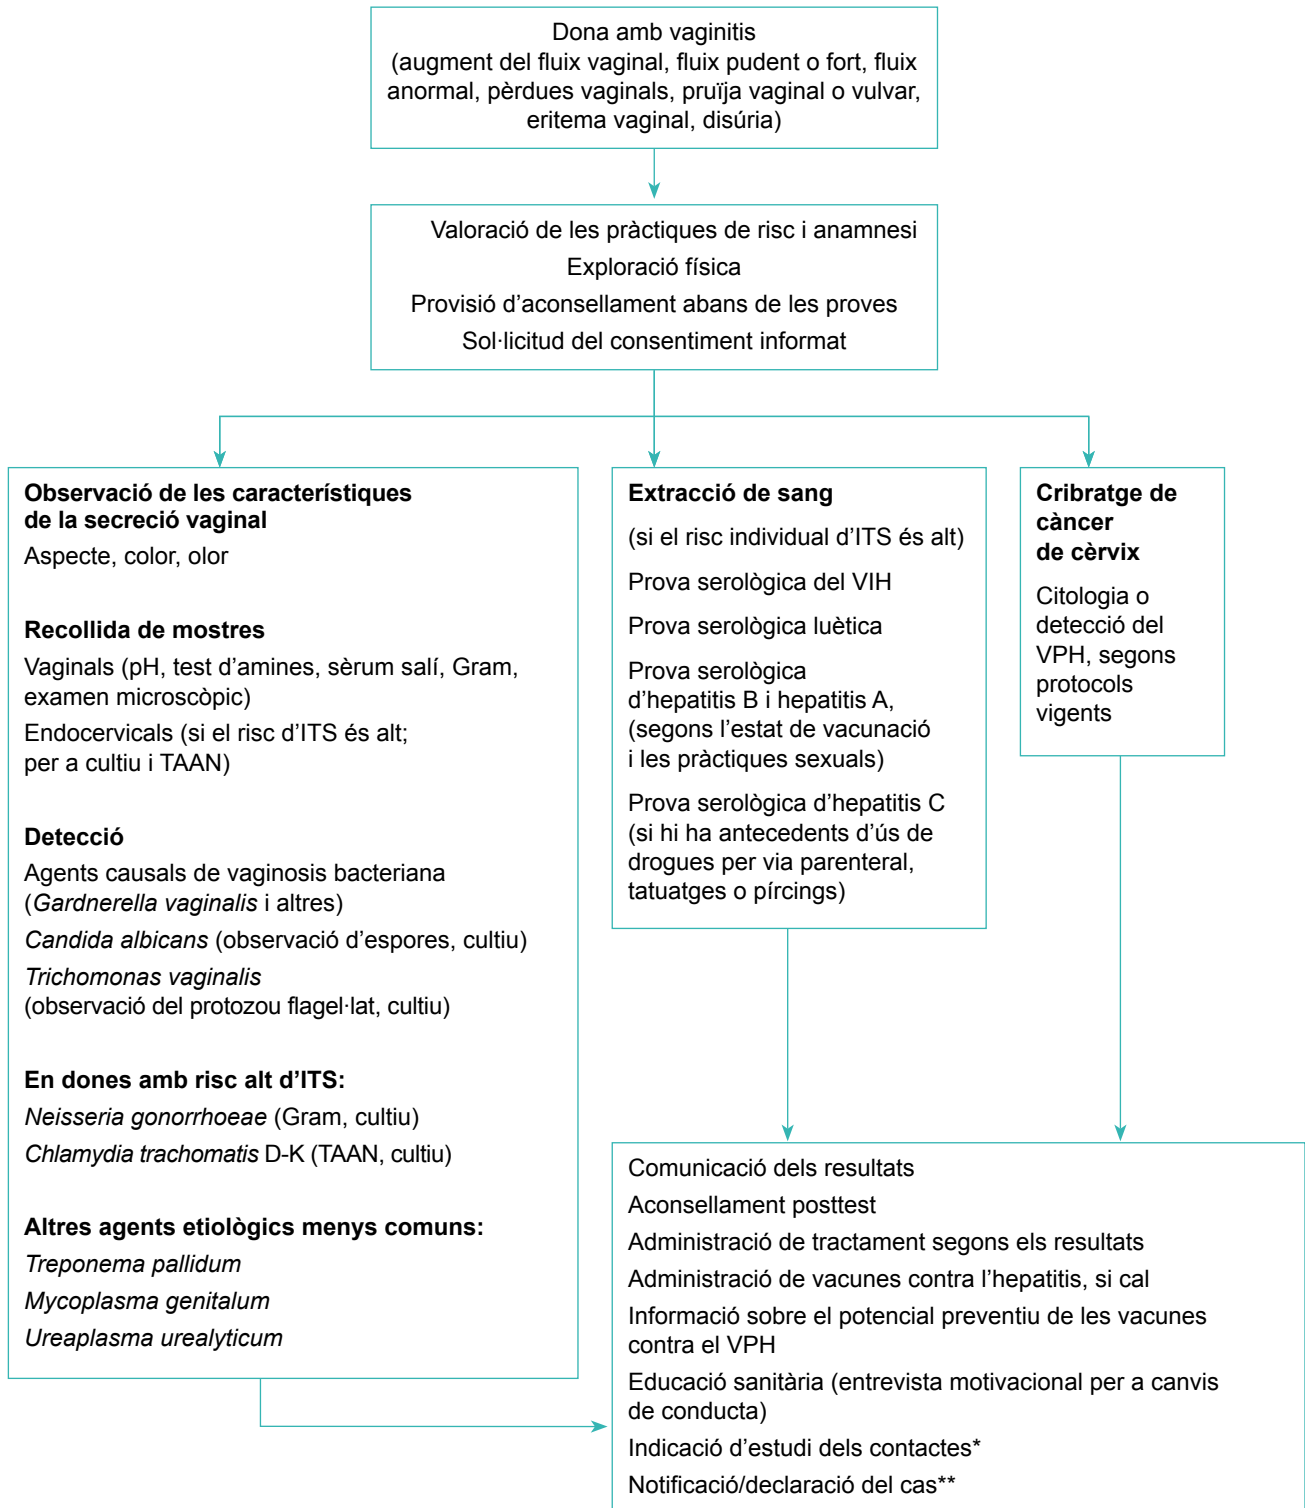 Dona amb vaginitis
(augment del fluix vaginal, fluix pudent o fort, fluix
anormal, pèrdues vaginals, pruïja vaginal o vulvar,
eritema vaginal, disúria)
Valoració de les pràctiques de risc i anamnesi
Exploració física
Provisió d’aconsellament abans de les proves
Sol·licitud del consentiment informat
Observació de les característiques
de la secreció vaginal
Aspecte, color, olor
Recollida de mostres
Vaginals (pH, test d’amines, sèrum salí, Gram,
examen microscòpic)
Endocervicals (si el risc d’ITS és alt;
per a cultiu i TAAN)
Detecció
Agents causals de vaginosis bacteriana
(Gardnerella vaginalis i altres)
Candida albicans (observació d’espores, cultiu)
Trichomonas vaginalis
(observació del protozou flagel·lat, cultiu)
En dones amb risc alt d’ITS:
Neisseria gonorrhoeae (Gram, cultiu)
Chlamydia trachomatis D-K (TAAN, cultiu)
Altres agents etiològics menys comuns:
Treponema pallidum
Mycoplasma genitalum
Ureaplasma urealyticum
Extracció de sang
(si el risc individual d’ITS és alt)
Prova serològica del VIH
Prova serològica luètica
Prova serològica
d’hepatitis B i hepatitis A,
(segons l’estat de vacunació
i les pràctiques sexuals)
Prova serològica d’hepatitis C
(si hi ha antecedents d’ús de
drogues per via parenteral,
tatuatges o pírcings)
Cribratge de
càncer
de cèrvix
Citologia o
detecció del
VPH, segons
protocols
vigents
Comunicació dels resultats
Aconsellament posttest
Administració de tractament segons els resultats
Administració de vacunes contra l’hepatitis, si cal
Informació sobre el potencial preventiu de les vacunes
contra el VPH
Educació sanitària (entrevista motivacional per a canvis
de conducta)
Indicació d’estudi dels contactes*
Notificació/declaració del cas**